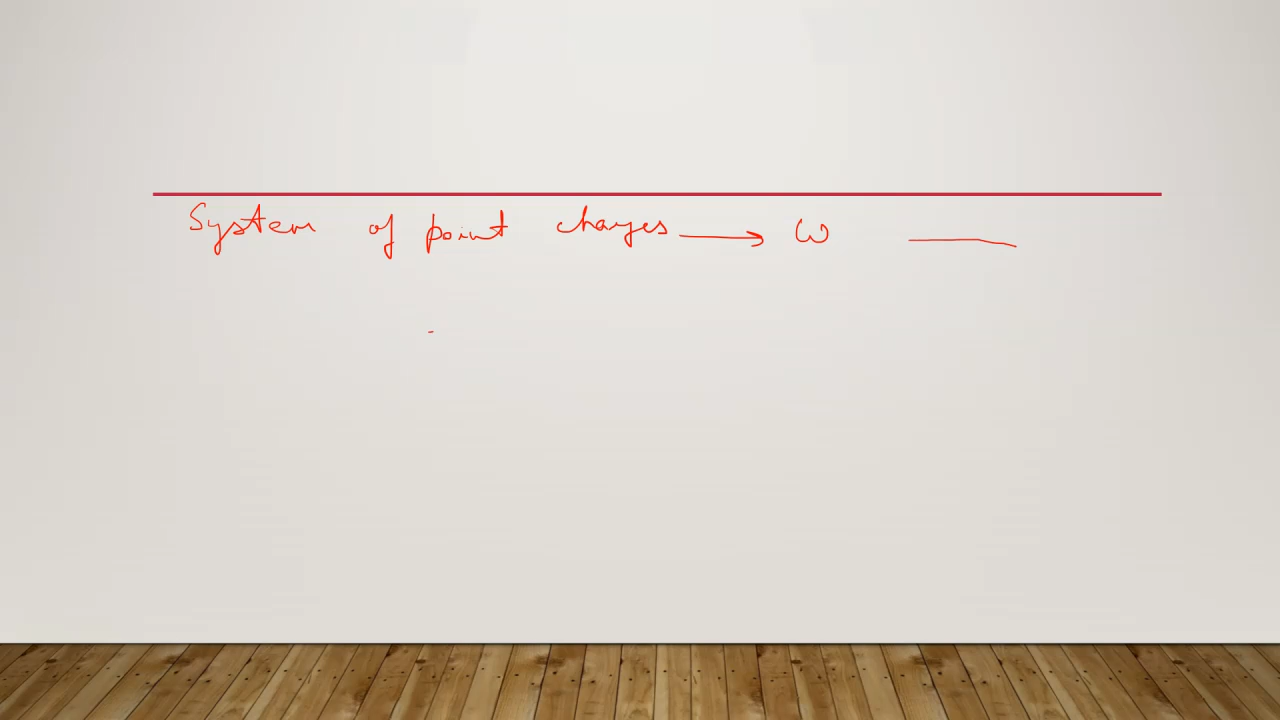 System of point charges → ω